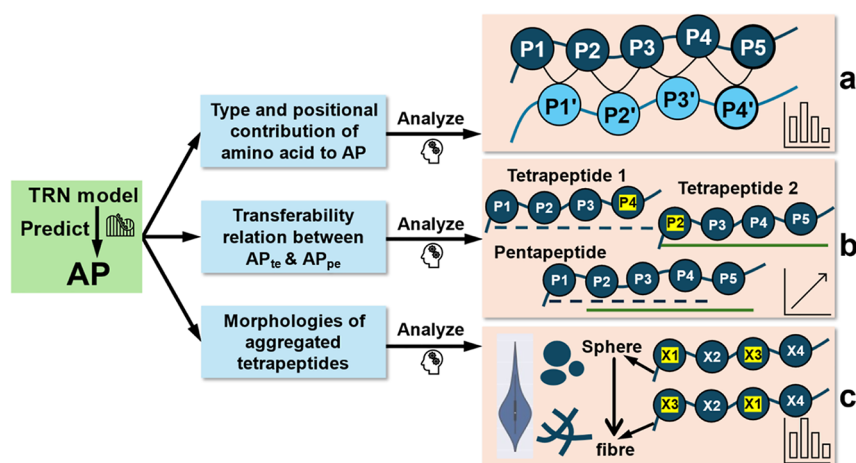 TRN model
Predict
AP
Type and positional
contribution of
amino acid to AP
Analyze
Transferability
relation between
APte & APpe
Analyze
Morphologies of
aggregated
tetrapeptides
Analyze
P1 P2 P3 P4 P5
P1' P2' P3' P4'
a
Tetrapeptide 1
P1 P2 P3 P4
Tetrapeptide 2
P2 P3 P4 P5
Pentapeptide
P1 P2 P3 P4 P5
b
Sphere
X1 X2 X3 X4
X3 X2 X1 X4
fibre
c